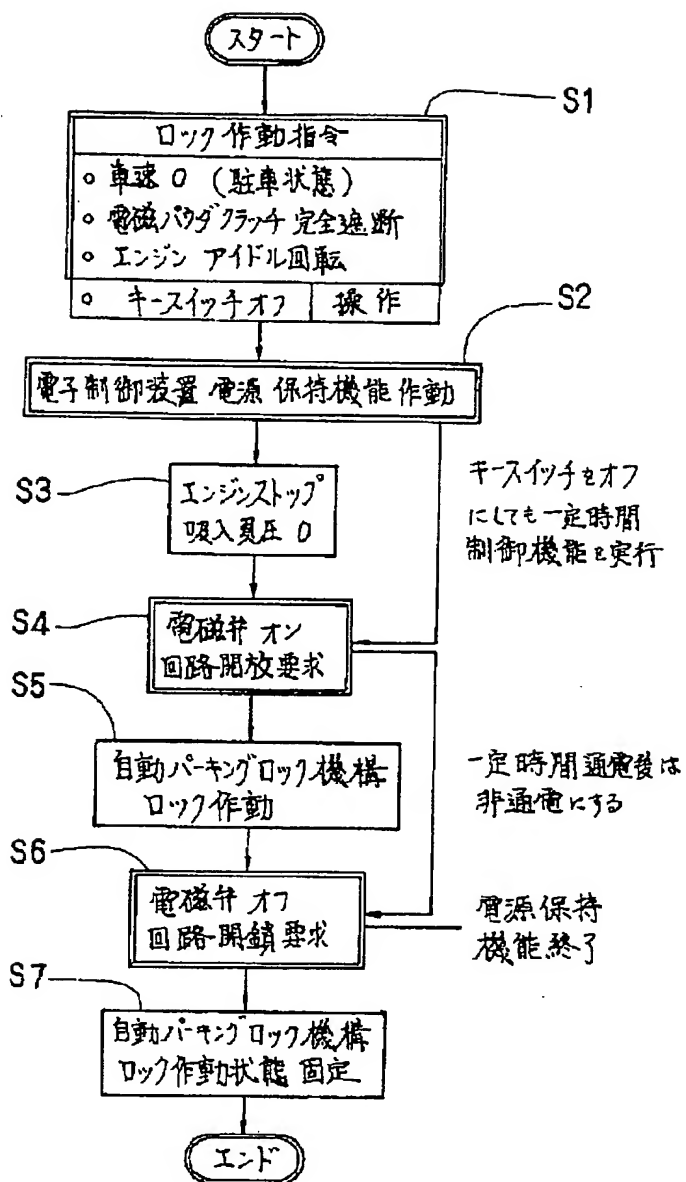 スタート
S1
ロック作動指令
○ 車速 0 (駐車状態)
○ 電磁パウダクラッチ完全遮断
○ エンジン アイドル回転
○ キースイッチオフ 操作
S2
電子制御装置 電源 保持機能作動
S3
エンジンストップ
吸入負圧 0
キースイッチをオフ
にしても一定時間
制御機能を実行
S4
電磁弁 オン
回路開放要求
S5
自動パーキングロック機構
ロック作動
一定時間通電後は
非通電にする
S6
電磁弁 オフ
回路閉鎖要求
電源保持
機能終了
S7
自動パーキングロック機構
ロック作動状態 固定
エンド